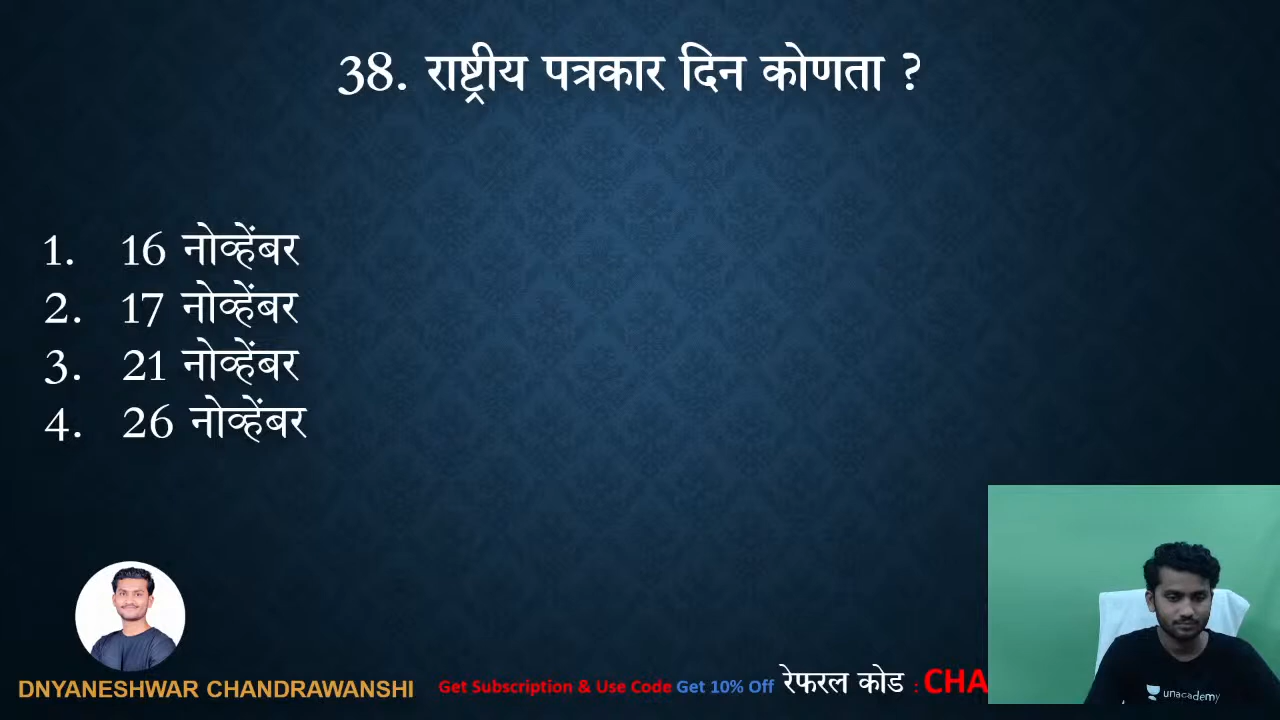 38. राष्ट्रीय पत्रकार दिन कोणता ?
1. 16 नोव्हेंबर
2. 17 नोव्हेंबर
3. 21 नोव्हेंबर
4. 26 नोव्हेंबर
DNYANESHWAR CHANDRAWANSHI Get Subscription & Use Code Get 10% Off रेफरल कोड : CHA
unacademy